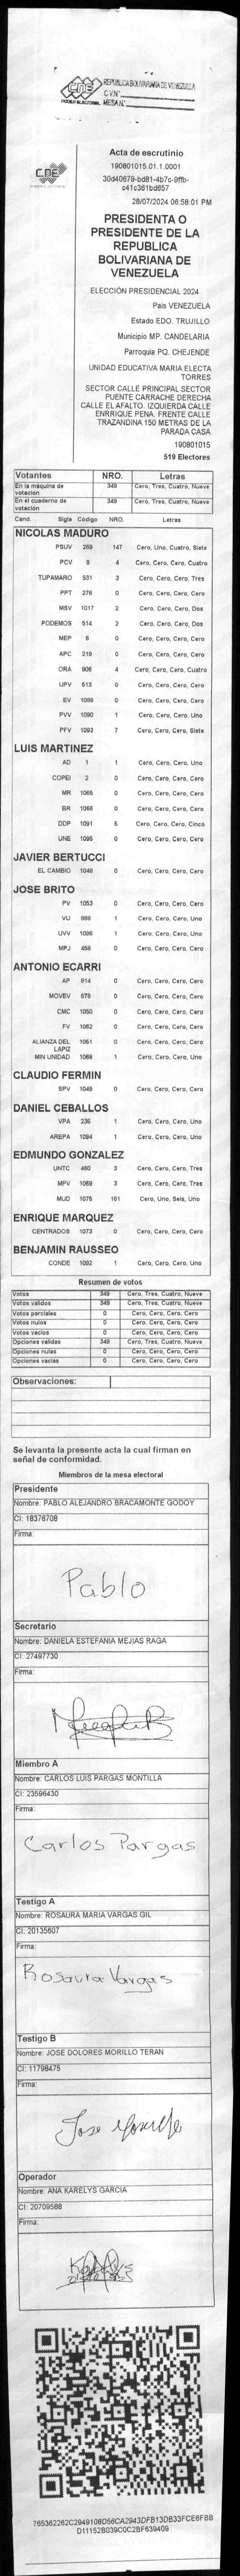 REPUBLICA BOLIVARIANA DE VENEZUELA
CNE
C.V.N°
PODER ELECTORAL MESA N°
CNE
Acta de escrutinio
190801015.01.1.0001
30d40679-bd81-4b7c-9ffb-
c41c381bd657
28/07/2024 06:58:01 PM
PRESIDENTA O
PRESIDENTE DE LA
REPUBLICA
BOLIVARIANA DE
VENEZUELA
ELECCIÓN PRESIDENCIAL 2024
Pais VENEZUELA
Estado EDO. TRUJILLO
Municipio MP. CANDELARIA
Parroquia PQ. CHEJENDE
UNIDAD EDUCATIVA MARIA ELECTA
TORRES
SECTOR CALLE PRINCIPAL SECTOR
PUENTE CARRACHE DERECHA
CALLE EL AFALTO. IZQUIERDA CALLE
ENRRIQUE PENA. FRENTE CALLE
TRAZANDINA 150 METROS DE LA
PARADA CASA
190801015
519 Electores
Votantes NRO. Letras
En la máquina de votación 349 Cero, Tres, Cuatro, Nueve
En el cuaderno de votación 349 Cero, Tres, Cuatro, Nueve
Cand. Sigla Código NRO. Letras
NICOLAS MADURO
PSUV 269 147 Cero, Uno, Cuatro, Siete
PCV 9 4 Cero, Cero, Cero, Cuatro
TUPAMARO 931 3 Cero, Cero, Cero, Tres
PPT 276 0 Cero, Cero, Cero, Cero
MSV 1017 2 Cero, Cero, Cero, Dos
PODEMOS 514 2 Cero, Cero, Cero, Dos
MEP 6 0 Cero, Cero, Cero, Cero
APC 219 0 Cero, Cero, Cero, Cero
ORA 906 4 Cero, Cero, Cero, Cuatro
UPV 613 0 Cero, Cero, Cero, Cero
EV 1089 0 Cero, Cero, Cero, Cero
PVV 1090 1 Cero, Cero, Cero, Uno
PFV 1093 7 Cero, Cero, Cero, Siete
LUIS MARTINEZ
AD 1 1 Cero, Cero, Cero, Uno
COPEI 2 0 Cero, Cero, Cero, Cero
MR 1065 0 Cero, Cero, Cero, Cero
BR 1066 0 Cero, Cero, Cero, Cero
DDP 1091 5 Cero, Cero, Cero, Cinco
UNE 1095 0 Cero, Cero, Cero, Cero
JAVIER BERTUCCI
EL CAMBIO 1048 0 Cero, Cero, Cero, Cero
JOSE BRITO
PV 1053 0 Cero, Cero, Cero, Cero
VU 868 1 Cero, Cero, Cero, Uno
UVV 1096 1 Cero, Cero, Cero, Uno
MPJ 458 0 Cero, Cero, Cero, Cero
ANTONIO ECARRI
AP 814 0 Cero, Cero, Cero, Cero
MOVEV 878 0 Cero, Cero, Cero, Cero
CMC 1050 0 Cero, Cero, Cero, Cero
FV 1062 0 Cero, Cero, Cero, Cero
ALIANZA DEL LAPIZ 1051 0 Cero, Cero, Cero, Cero
MIN UNIDAD 1068 1 Cero, Cero, Cero, Uno
CLAUDIO FERMIN
SPV 1049 0 Cero, Cero, Cero, Cero
DANIEL CEBALLOS
VPA 236 1 Cero, Cero, Cero, Uno
AREPA 1094 1 Cero, Cero, Cero, Uno
EDMUNDO GONZALEZ
UNTC 460 3 Cero, Cero, Cero, Tres
MPV 1069 3 Cero, Cero, Cero, Tres
MUD 1075 161 Cero, Uno, Seis, Uno
ENRIQUE MARQUEZ
CENTRADOS 1073 0 Cero, Cero, Cero, Cero
BENJAMIN RAUSSEO
CONDE 1092 1 Cero, Cero, Cero, Uno
Resumen de votos
Votos 349 Cero, Tres, Cuatro, Nueve
Votos validos 349 Cero, Tres, Cuatro, Nueve
Votos parciales 0 Cero, Cero, Cero, Cero
Votos nulos 0 Cero, Cero, Cero, Cero
Votos vacios 0 Cero, Cero, Cero, Cero
Opciones validas 349 Cero, Tres, Cuatro, Nueve
Opciones nulas 0 Cero, Cero, Cero, Cero
Opciones vacias 0 Cero, Cero, Cero, Cero
Observaciones:
Se levanta la presente acta la cual firman en
señal de conformidad.
Miembros de la mesa electoral
Presidente
Nombre: PABLO ALEJANDRO BRACAMONTE GODOY
CI: 18376708
Firma:
Pablo
Secretario
Nombre: DANIELA ESTEFANIA MEJIAS RAGA
CI: 27497730
Firma:
Miembro A
Nombre: CARLOS LUIS PARGAS MONTILLA
CI: 23596430
Firma:
Carlos Pargas
Testigo A
Nombre: ROSAURA MARIA VARGAS GIL
CI: 20135607
Firma:
Rosaura Vargas
Testigo B
Nombre: JOSE DOLORES MORILLO TERAN
CI: 11798475
Firma:
Jose Morillo
Operador
Nombre: ANA KARELYS GARCIA
CI: 20709588
Firma:
765362262C2949108D56CA2943DFB13DB33FCE6FBB
D11152B039C0C2BF639409